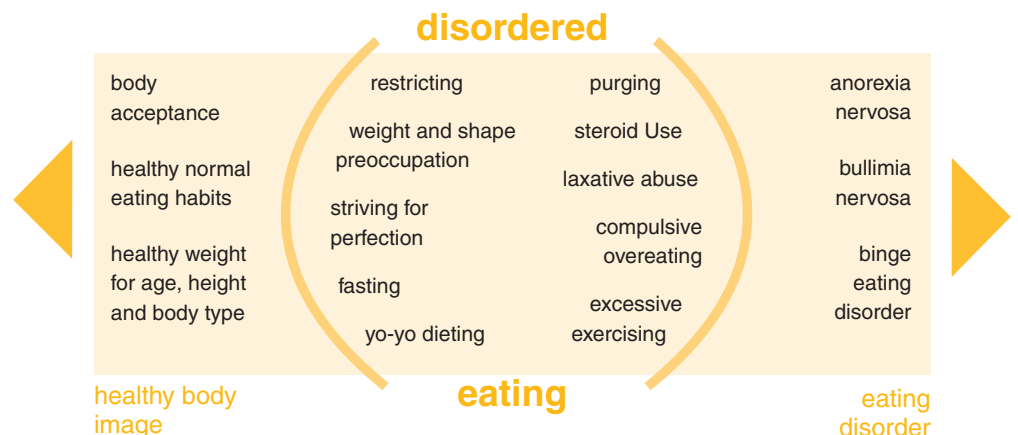 disordered
body
acceptance
healthy normal
eating habits
healthy weight
for age, height
and body type
restricting
weight and shape
preoccupation
striving for
perfection
fasting
yo-yo dieting
purging
steroid Use
laxative abuse
compulsive
overeating
excessive
exercising
anorexia
nervosa
bullimia
nervosa
binge
eating
disorder
healthy body
image
eating
eating
disorder